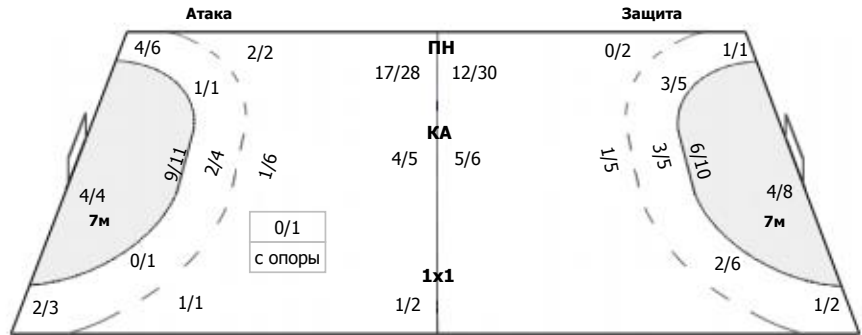 Атака Защита
4/6 2/2 ПН 0/2 1/1
17/28 12/30
1/1 3/5
КА
9/11 2/4 1/6 4/5 5/6 1/5 3/5 6/10
4/4 4/8
7м 7м
0/1
с опоры
0/1 2/6
1x1
2/3 1/1 1/2 1/2